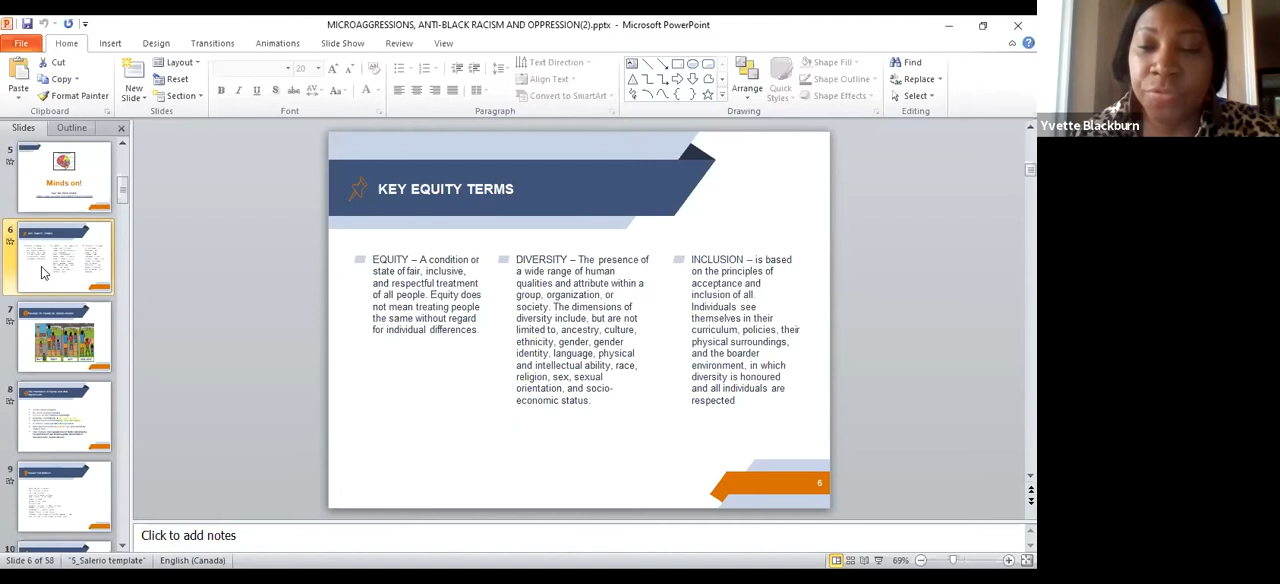 MICROAGGRESSIONS, ANTI-BLACK RACISM AND OPPRESSION(2).pptx - Microsoft PowerPoint
File Home Insert Design Transitions Animations Slide Show Review View
Paste
Cut
Copy
Format Painter
Clipboard
New
Slide
Layout
Reset
Section
Slides
20
Font
Text Direction
Align Text
Convert to SmartArt
Paragraph
Arrange
Quick
Styles
Shape Fill
Shape Outline
Shape Effects
Drawing
Find
Replace
Select
Editing
Yvette Blackburn
Slides Outline
5
Minds on!
6
KEY EQUITY TERMS
7
8
9
10
KEY EQUITY TERMS
EQUITY – A condition or
state of fair, inclusive,
and respectful treatment
of all people. Equity does
not mean treating people
the same without regard
for individual differences.
DIVERSITY – The presence of
a wide range of human
qualities and attribute within a
group, organization, or
society. The dimensions of
diversity include, but are not
limited to, ancestry, culture,
ethnicity, gender, gender
identity, language, physical
and intellectual ability, race,
religion, sex, sexual
orientation, and socio-
economic status.
INCLUSION – is based
on the principles of
acceptance and
inclusion of all.
Individuals see
themselves in their
curriculum, policies, their
physical surroundings,
and the boarder
environment, in which
diversity is honoured
and all individuals are
respected
6
Click to add notes
Slide 6 of 58 "5_Salerio template" English (Canada) 69%